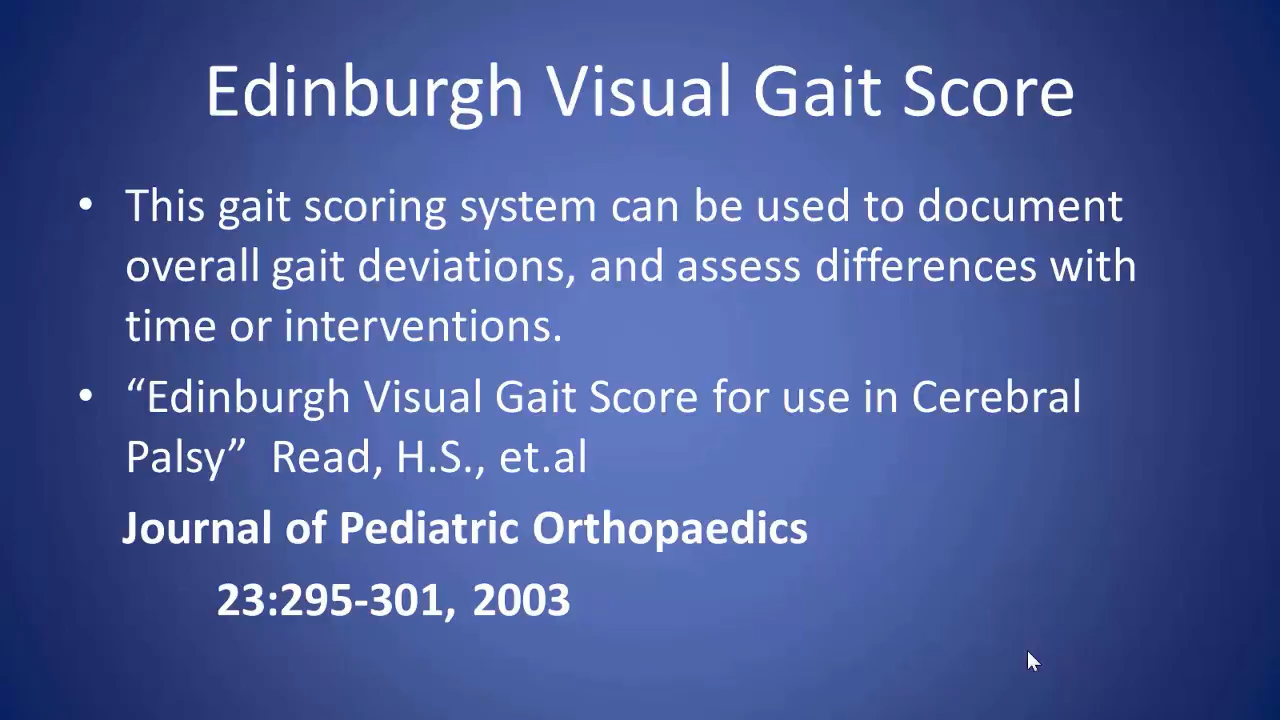 Edinburgh Visual Gait Score
• This gait scoring system can be used to document
overall gait deviations, and assess differences with
time or interventions.
• “Edinburgh Visual Gait Score for use in Cerebral
Palsy”  Read, H.S., et.al
Journal of Pediatric Orthopaedics
23:295-301, 2003